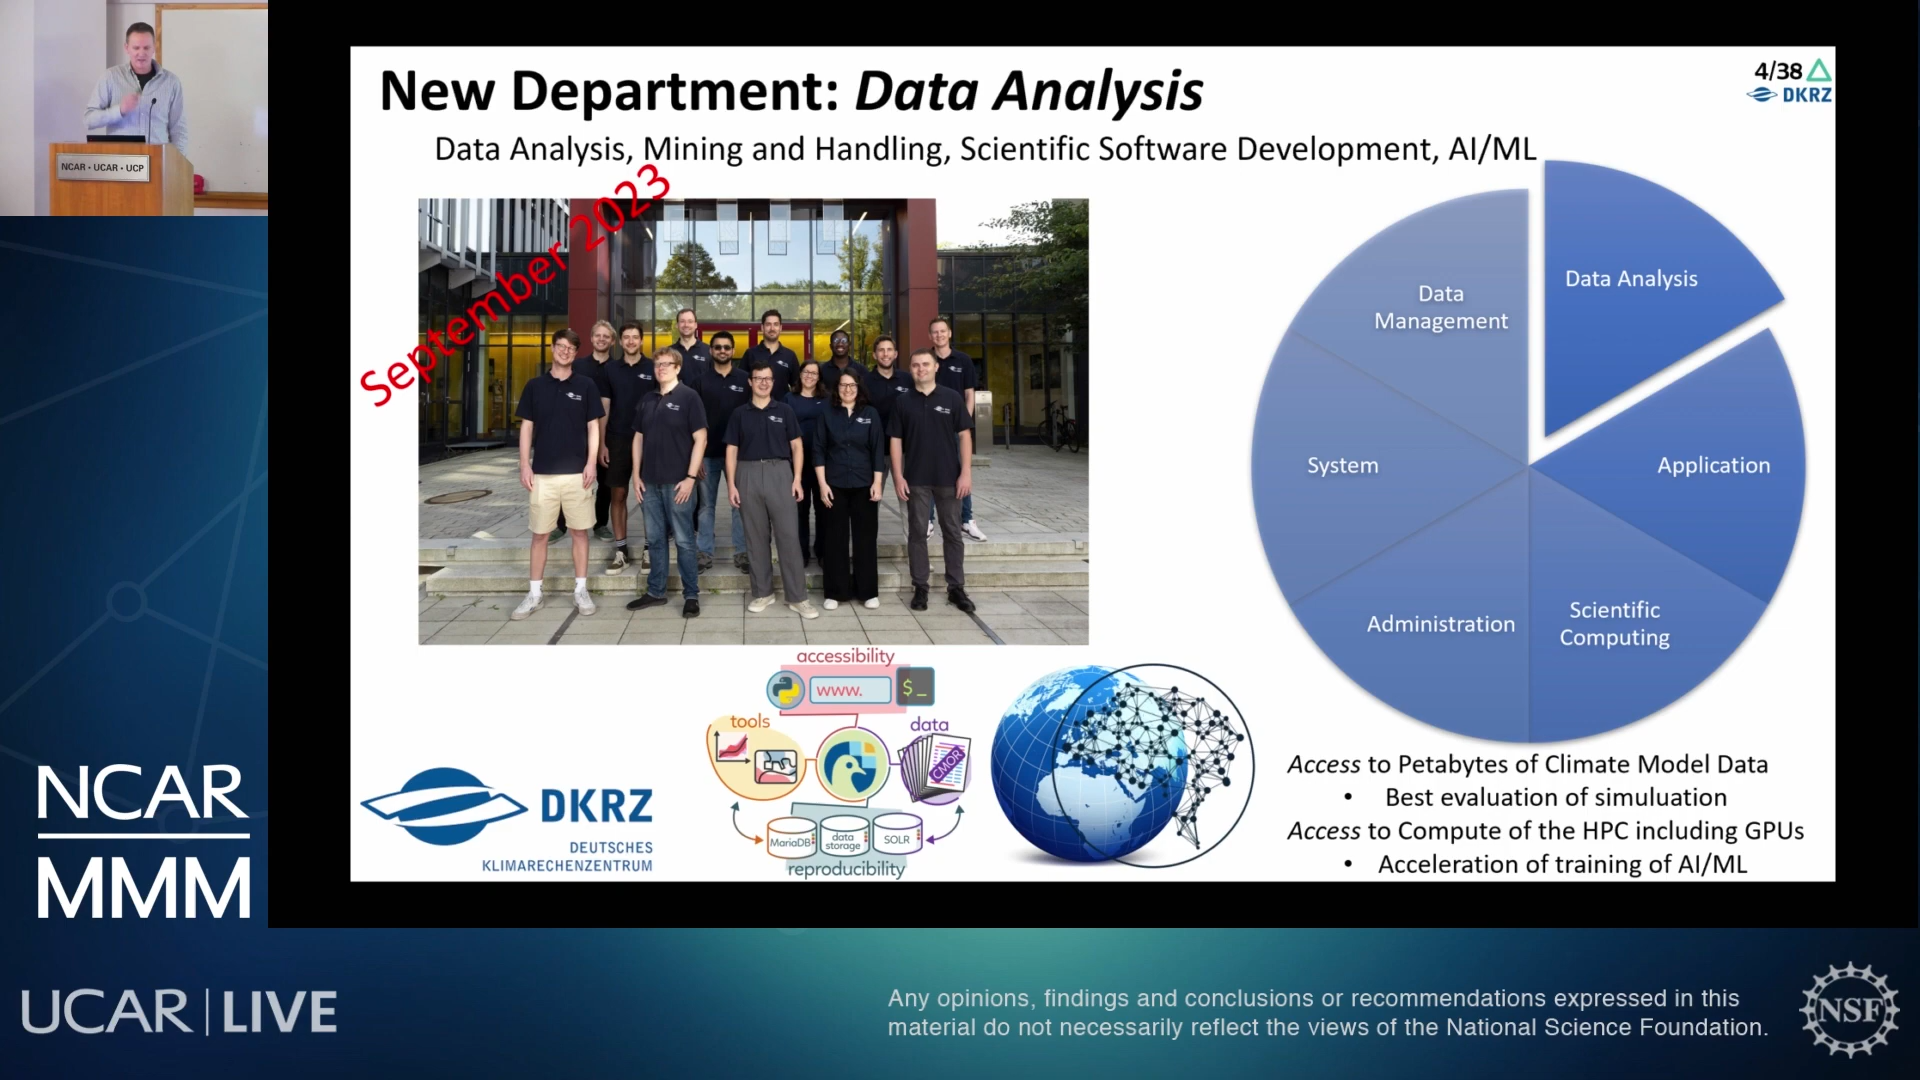 NCAR • UCAR • UCP
New Department: Data Analysis
4/38
DKRZ
Data Analysis, Mining and Handling, Scientific Software Development, AI/ML
September 2023
Data Analysis
Data
Management
System
Application
Administration
Scientific
Computing
accessibility
www.
$_
tools
data
CMOR
MariaDB
data
storage
SOLR
reproducibility
DKRZ
DEUTSCHES
KLIMARECHENZENTRUM
Access to Petabytes of Climate Model Data
• Best evaluation of simuluation
Access to Compute of the HPC including GPUs
• Acceleration of training of AI/ML
NCAR
MMM
UCAR | LIVE
Any opinions, findings and conclusions or recommendations expressed in this
material do not necessarily reflect the views of the National Science Foundation.
NSF